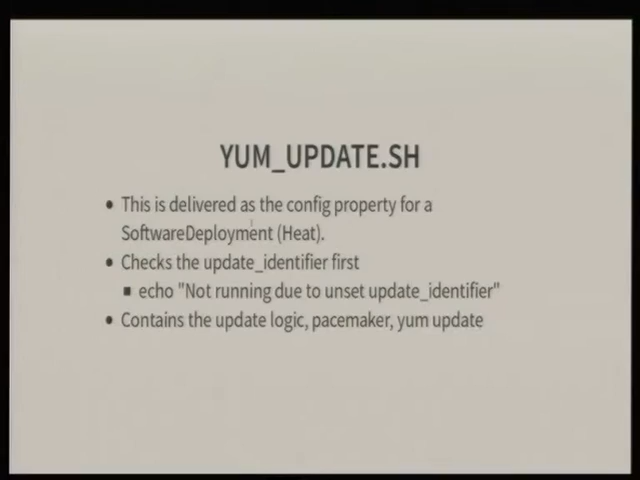 YUM_UPDATE.SH
• This is delivered as the config property for a
SoftwareDeployment (Heat).
• Checks the update_identifier first
▪ echo "Not running due to unset update_identifier"
• Contains the update logic, pacemaker, yum update